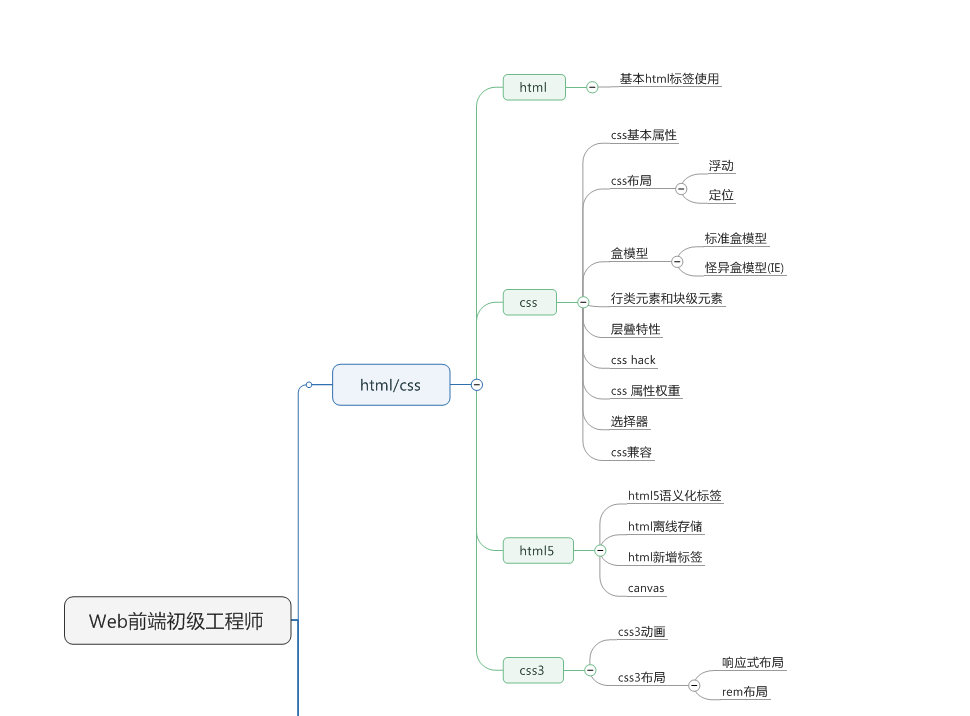 Web前端初级工程师
html/css
html
基本html标签使用
css
css基本属性
css布局
浮动
定位
盒模型
标准盒模型
怪异盒模型(IE)
行类元素和块级元素
层叠特性
css hack
css 属性权重
选择器
css兼容
html5
html5语义化标签
html离线存储
html新增标签
canvas
css3
css3动画
css3布局
响应式布局
rem布局